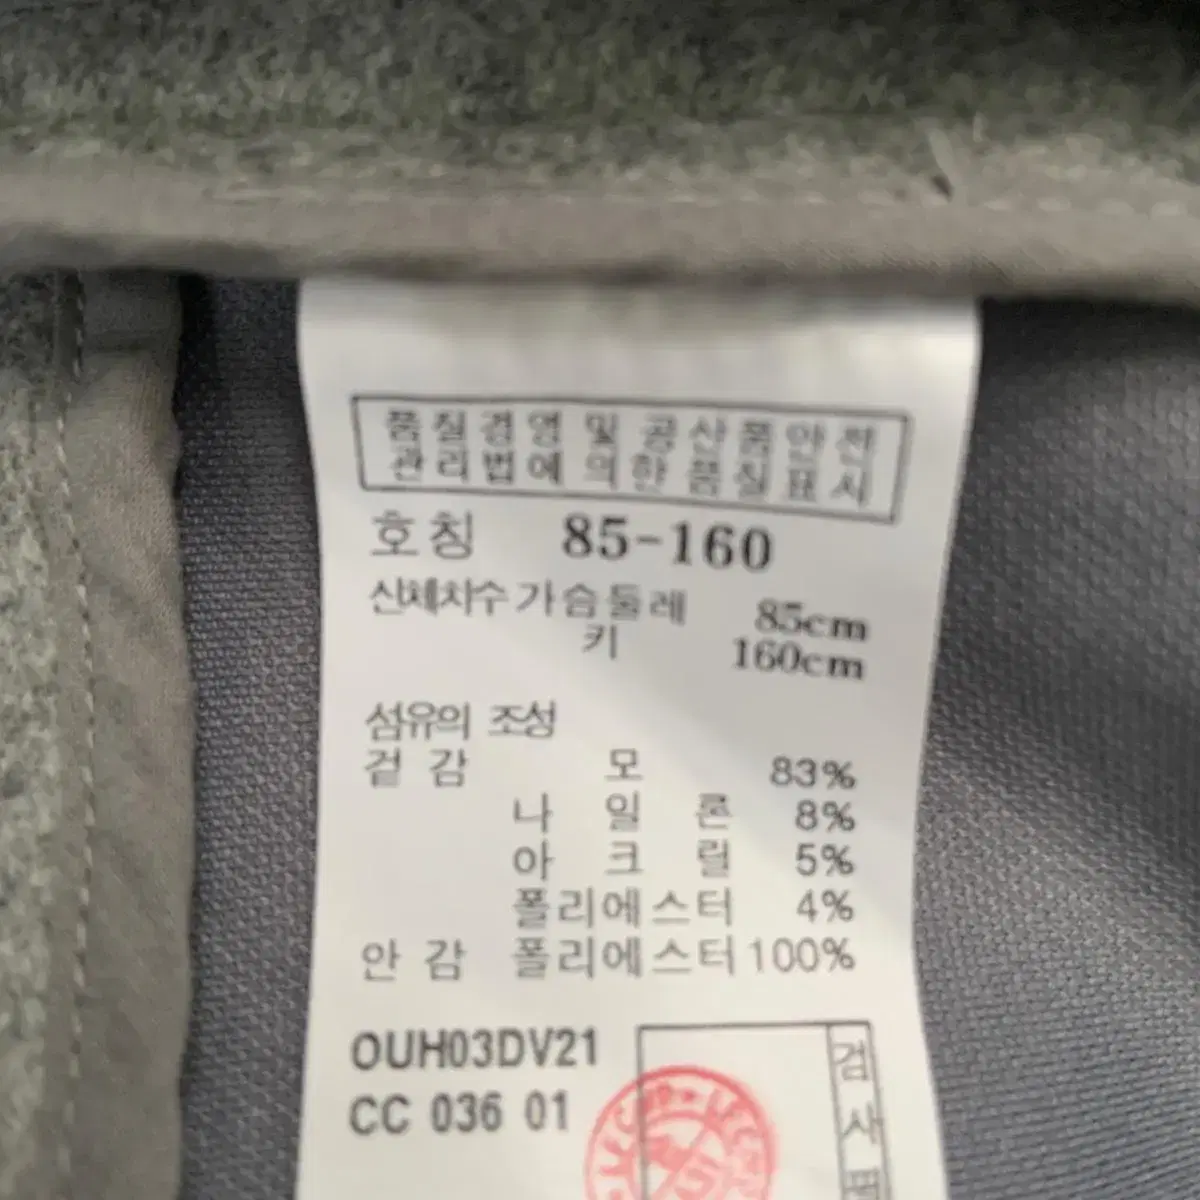 품질경영 및 공산품안전
관리법에 의한 품질표시
호칭 85-160
신체치수 가슴둘레 85cm
키 160cm
섬유의 조성
겉감 모 83%
나일론 8%
아크릴 5%
폴리에스터 4%
안감 폴리에스터 100%
OUH03DV21
CC 036 01
검사필